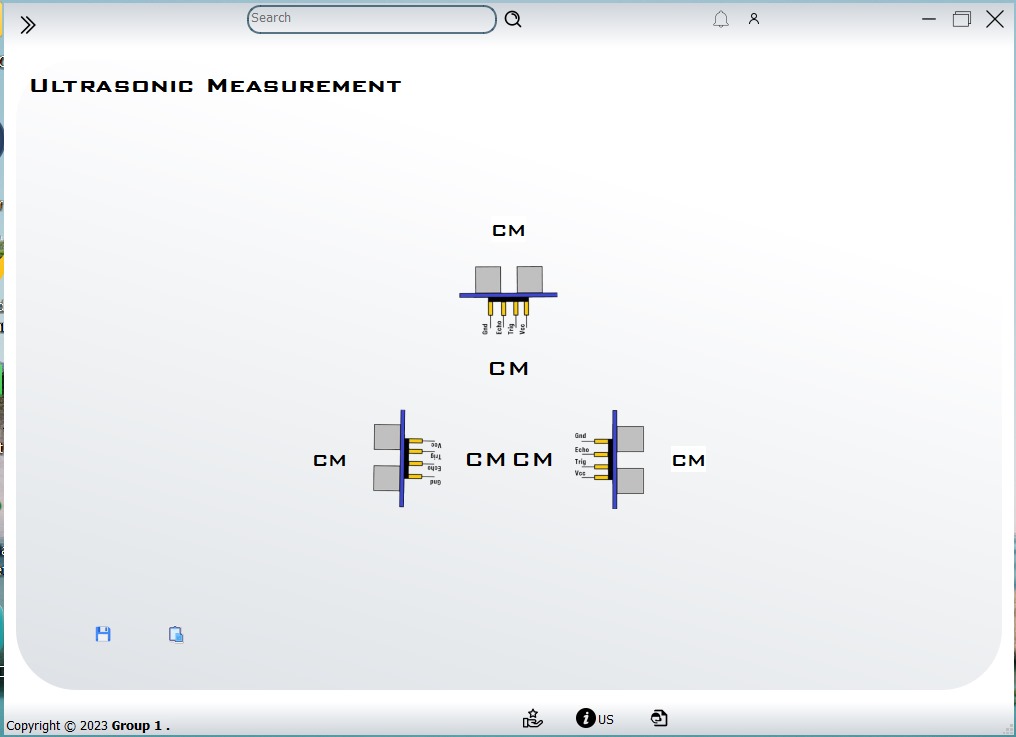 Search
Ultrasonic Measurement
CM
Gnd Echo Trig Vcc
CM
CM
Vcc
Trig
Echo
Gnd
CM CM
Gnd
Echo
Trig
Vcc
CM
US
Copyright © 2023 Group 1 .